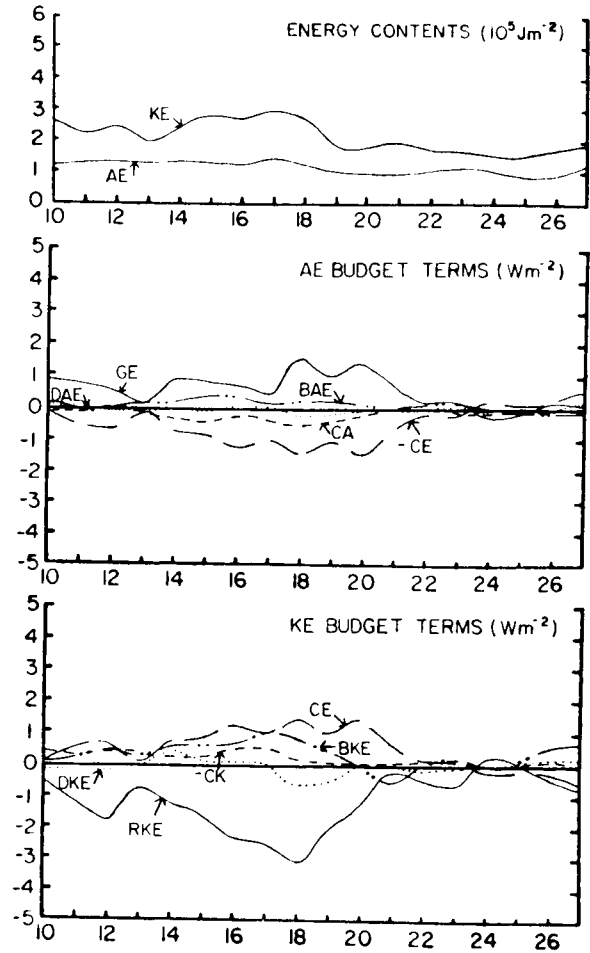 ENERGY CONTENTS (10⁵Jm⁻²)
6
5
4
3
2
1
0
KE
AE
10 12 14 16 18 20 22 24 26
AE BUDGET TERMS (Wm⁻²)
5
4
3
2
1
0
-1
-2
-3
-4
-5
GE
DAE
BAE
CA
-CE
10 12 14 16 18 20 22 24 26
KE BUDGET TERMS (Wm⁻²)
5
4
3
2
1
0
-1
-2
-3
-4
-5
CE
BKE
DKE
-CK
RKE
10 12 14 16 18 20 22 24 26